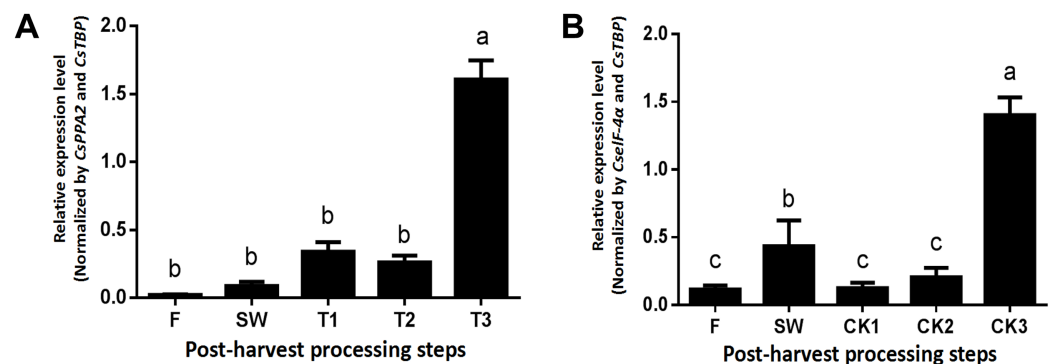 A
Relative expression level
(Normalized by CsPPA2 and CsTBP)
2.0
1.5
1.0
0.5
0.0
b
b
b
b
a
F SW T1 T2 T3
Post-harvest processing steps
B
Relative expression level
(Normalized by CseIF-4α and CsTBP)
2.0
1.5
1.0
0.5
0.0
c
b
c
c
a
F SW CK1 CK2 CK3
Post-harvest processing steps